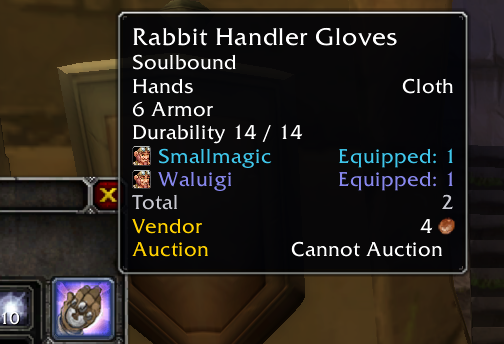 Rabbit Handler Gloves
Soulbound
Hands Cloth
6 Armor
Durability 14 / 14
Smallmagic Equipped: 1
Waluigi Equipped: 1
Total 2
Vendor 4
Auction Cannot Auction
X
10